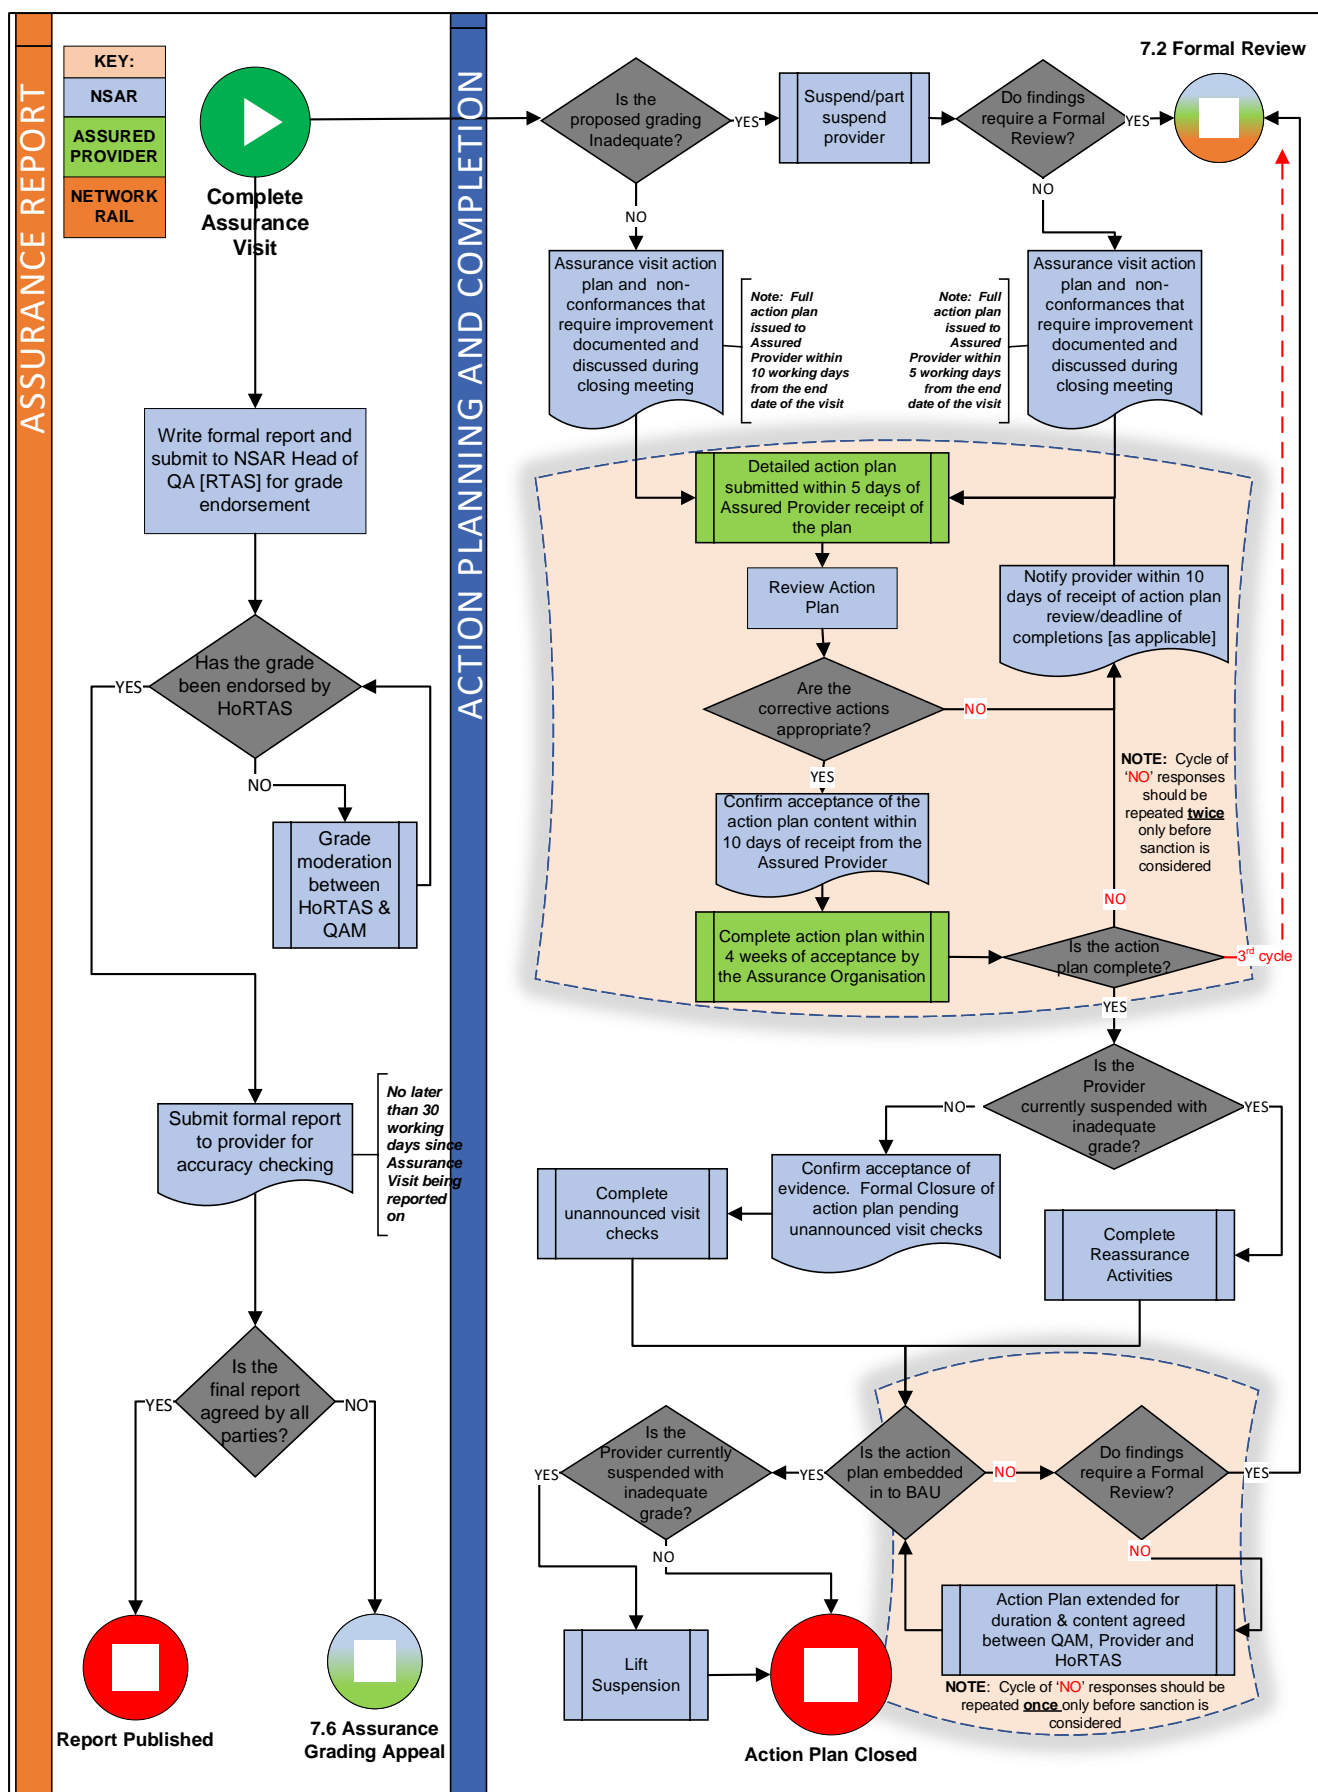 ASSURANCE REPORT
KEY:
NSAR
ASSURED
PROVIDER
NETWORK
RAIL
Complete
Assurance
Visit
Write formal report and
submit to NSAR Head of
QA [RTAS] for grade
endorsement
Has the grade
been endorsed by
HoRTAS
YES
NO
Grade
moderation
between
HoRTAS &
QAM
Submit formal report
to provider for
accuracy checking
No later
than 30
working
days since
Assurance
Visit being
reported
on
Is the
final report
agreed by all
parties?
YES
NO
Report Published
7.6 Assurance
Grading Appeal
ACTION PLANNING AND COMPLETION
Is the
proposed grading
Inadequate?
YES
NO
Suspend/part
suspend
provider
Do findings
require a Formal
Review?
YES
NO
7.2 Formal Review
Assurance visit action
plan and non-
conformances that
require improvement
documented and
discussed during
closing meeting
Note: Full
action plan
issued to
Assured
Provider within
10 working days
from the end
date of the visit
Note: Full
action plan
issued to
Assured
Provider within
5 working days
from the end
date of the visit
Assurance visit action
plan and non-
conformances that
require improvement
documented and
discussed during
closing meeting
Detailed action plan
submitted within 5 days of
Assured Provider receipt of
the plan
Review Action
Plan
Notify provider within 10
days of receipt of action plan
review/deadline of
completions [as applicable]
Are the
corrective actions
appropriate?
NO
YES
NOTE: Cycle of
‘NO’ responses
should be
repeated twice
only before
sanction is
considered
Confirm acceptance of the
action plan content within
10 days of receipt from the
Assured Provider
NO
Complete action plan within
4 weeks of acceptance by
the Assurance Organisation
Is the action
plan complete?
3rd cycle
YES
Is the
Provider
currently suspended with
inadequate
grade?
NO
YES
Confirm acceptance of
evidence. Formal Closure of
action plan pending
unannounced visit checks
Complete
unannounced visit
checks
Complete
Reassurance
Activities
Is the
Provider currently
suspended with
inadequate
grade?
YES
NO
YES
Is the action
plan embedded
in to BAU
NO
Do findings
require a Formal
Review?
YES
NO
Action Plan extended for
duration & content agreed
between QAM, Provider and
HoRTAS
NOTE: Cycle of ‘NO’ responses should be
repeated once only before sanction is
considered
Lift
Suspension
Action Plan Closed